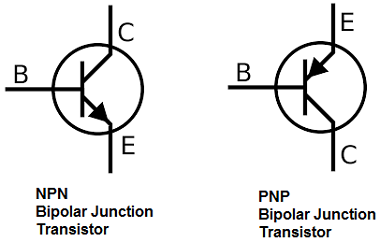 C
B
E
NPN
Bipolar Junction
Transistor
E
B
C
PNP
Bipolar Junction
Transistor